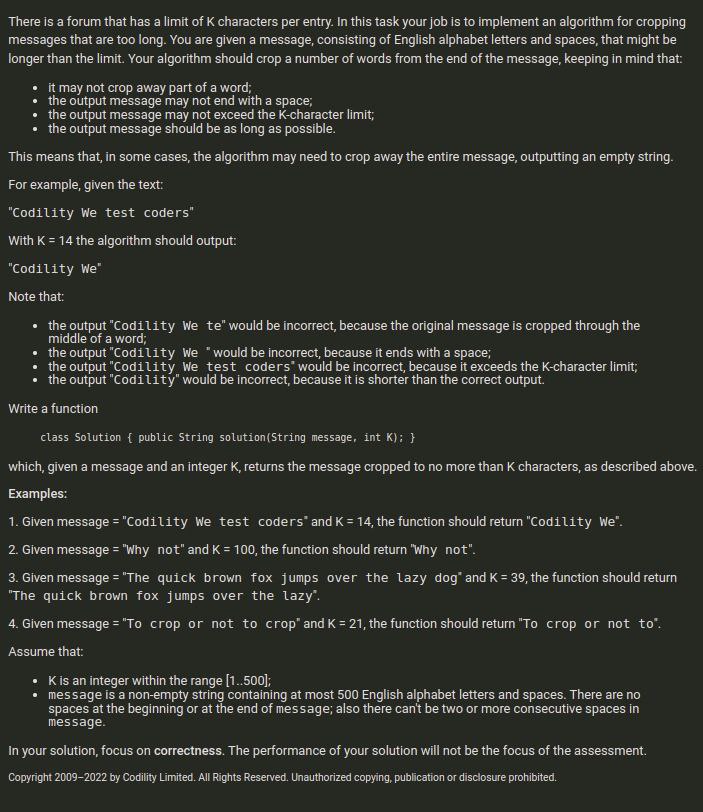 There is a forum that has a limit of K characters per entry. In this task your job is to implement an algorithm for cropping
messages that are too long. You are given a message, consisting of English alphabet letters and spaces, that might be
longer than the limit. Your algorithm should crop a number of words from the end of the message, keeping in mind that:
• it may not crop away part of a word;
• the output message may not end with a space;
• the output message may not exceed the K-character limit;
• the output message should be as long as possible.
This means that, in some cases, the algorithm may need to crop away the entire message, outputting an empty string.
For example, given the text:
"Codility We test coders"
With K = 14 the algorithm should output:
"Codility We"
Note that:
• the output "Codility We te" would be incorrect, because the original message is cropped through the
middle of a word;
• the output "Codility We " would be incorrect, because it ends with a space;
• the output "Codility We test coders" would be incorrect, because it exceeds the K-character limit;
• the output "Codility" would be incorrect, because it is shorter than the correct output.
Write a function
class Solution { public String solution(String message, int K); }
which, given a message and an integer K, returns the message cropped to no more than K characters, as described above.
Examples:
1. Given message = "Codility We test coders" and K = 14, the function should return "Codility We".
2. Given message = "Why not" and K = 100, the function should return "Why not".
3. Given message = "The quick brown fox jumps over the lazy dog" and K = 39, the function should return
"The quick brown fox jumps over the lazy".
4. Given message = "To crop or not to crop" and K = 21, the function should return "To crop or not to".
Assume that:
• K is an integer within the range [1..500];
• message is a non-empty string containing at most 500 English alphabet letters and spaces. There are no
spaces at the beginning or at the end of message; also there can't be two or more consecutive spaces in
message.
In your solution, focus on correctness. The performance of your solution will not be the focus of the assessment.
Copyright 2009–2022 by Codility Limited. All Rights Reserved. Unauthorized copying, publication or disclosure prohibited.